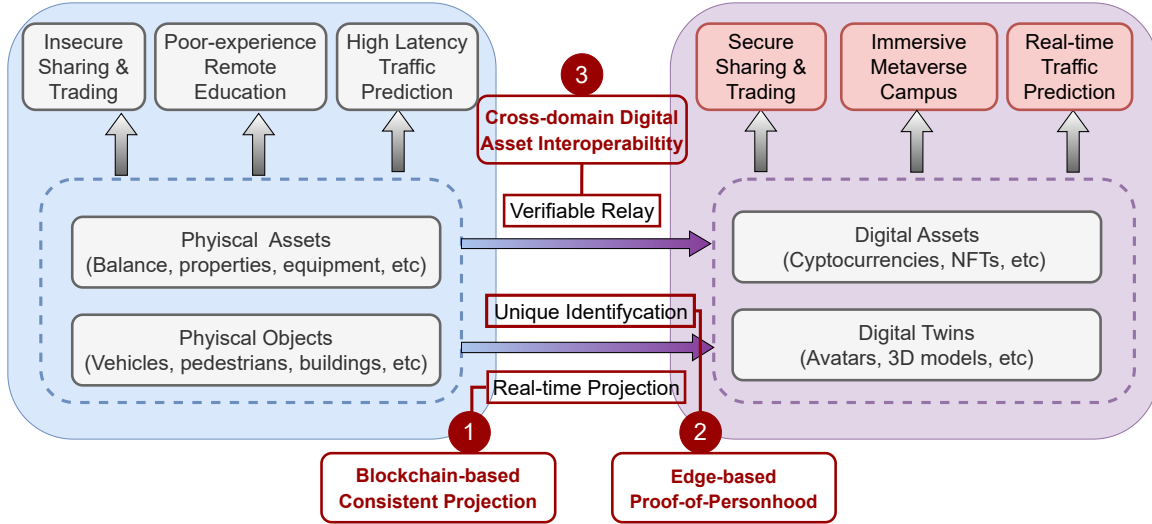 Insecure
Sharing &
Trading
Poor-experience
Remote
Education
High Latency
Traffic
Prediction
3
Cross-domain Digital
Asset Interoperabiltity
Verifiable Relay
Secure
Sharing &
Trading
Immersive
Metaverse
Campus
Real-time
Traffic
Prediction
Phyiscal Assets
(Balance, properties, equipment, etc)
Digital Assets
(Cyptocurrencies, NFTs, etc)
Unique Identifycation
Phyiscal Objects
(Vehicles, pedestrians, buildings, etc)
Digital Twins
(Avatars, 3D models, etc)
Real-time Projection
1
Blockchain-based
Consistent Projection
2
Edge-based
Proof-of-Personhood